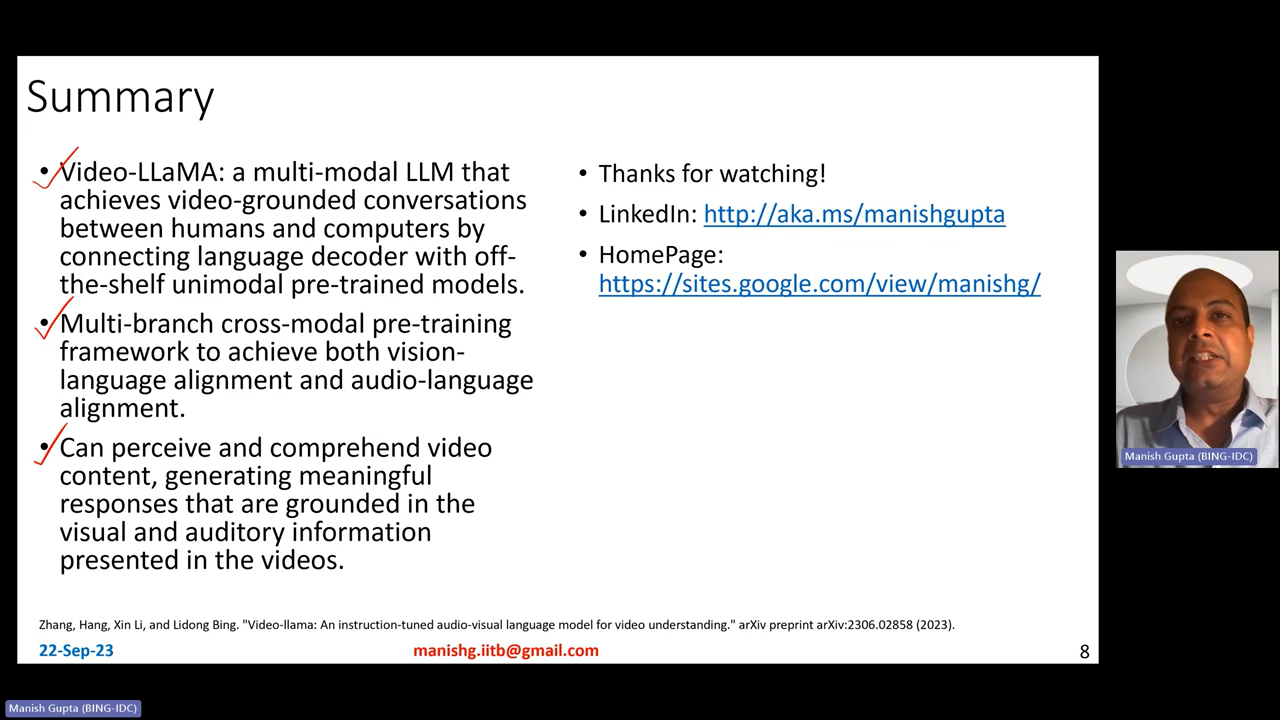 Summary
• Video-LLaMA: a multi-modal LLM that
achieves video-grounded conversations
between humans and computers by
connecting language decoder with off-
the-shelf unimodal pre-trained models.
• Multi-branch cross-modal pre-training
framework to achieve both vision-
language alignment and audio-language
alignment.
• Can perceive and comprehend video
content, generating meaningful
responses that are grounded in the
visual and auditory information
presented in the videos.
• Thanks for watching!
• LinkedIn: http://aka.ms/manishgupta
• HomePage:
https://sites.google.com/view/manishg/
Manish Gupta (BING-IDC)
Zhang, Hang, Xin Li, and Lidong Bing. "Video-llama: An instruction-tuned audio-visual language model for video understanding." arXiv preprint arXiv:2306.02858 (2023).
22-Sep-23 manishg.iitb@gmail.com 8
Manish Gupta (BING-IDC)